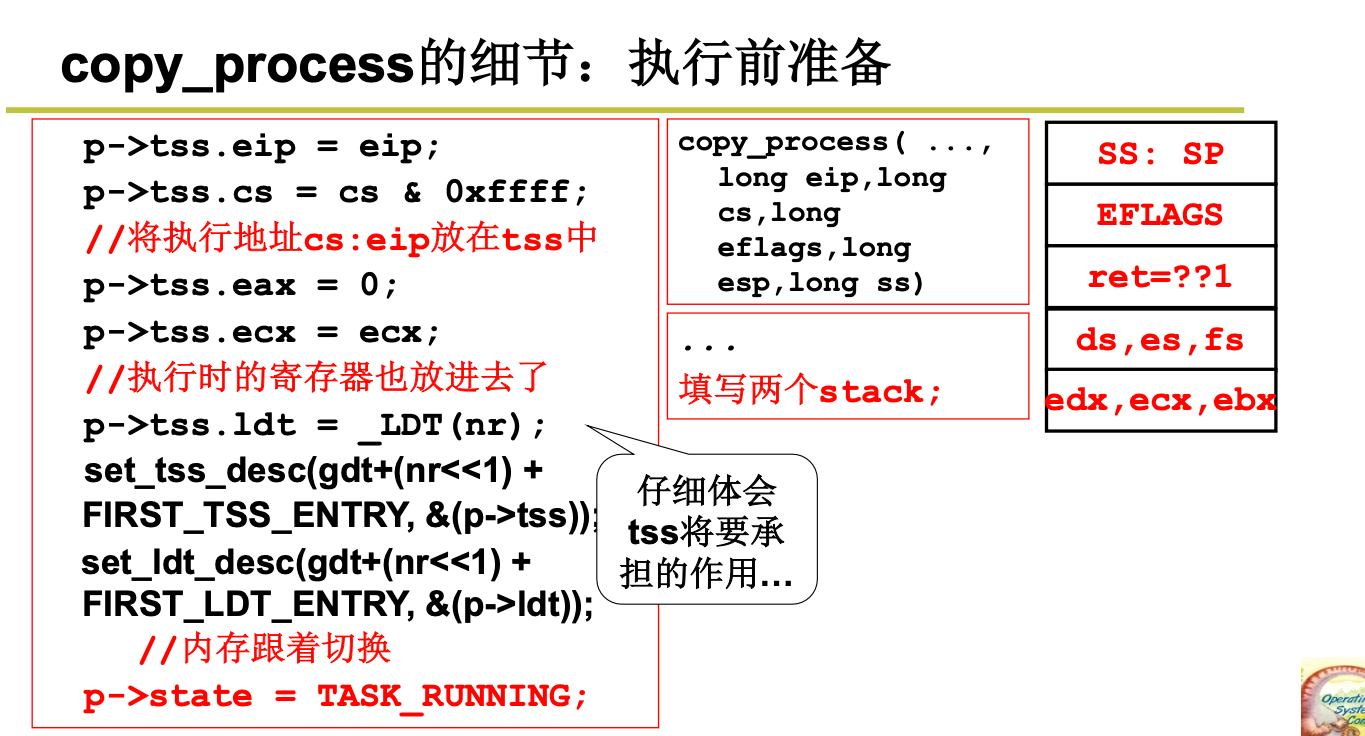 copy_process的细节：执行前准备
p->tss.eip = eip;
p->tss.cs = cs & 0xffff;
//将执行地址cs:eip放在tss中
p->tss.eax = 0;
p->tss.ecx = ecx;
//执行时的寄存器也放进去了
p->tss.ldt = _LDT(nr);
set_tss_desc(gdt+(nr<<1) +
FIRST_TSS_ENTRY, &(p->tss));
set_ldt_desc(gdt+(nr<<1) +
FIRST_LDT_ENTRY, &(p->ldt));
//内存跟着切换
p->state = TASK_RUNNING;
copy_process( ...,
long eip,long
cs,long
eflags,long
esp,long ss)
...
填写两个stack;
仔细体会
tss将要承
担的作用...
SS: SP
EFLAGS
ret=??1
ds,es,fs
edx,ecx,ebx